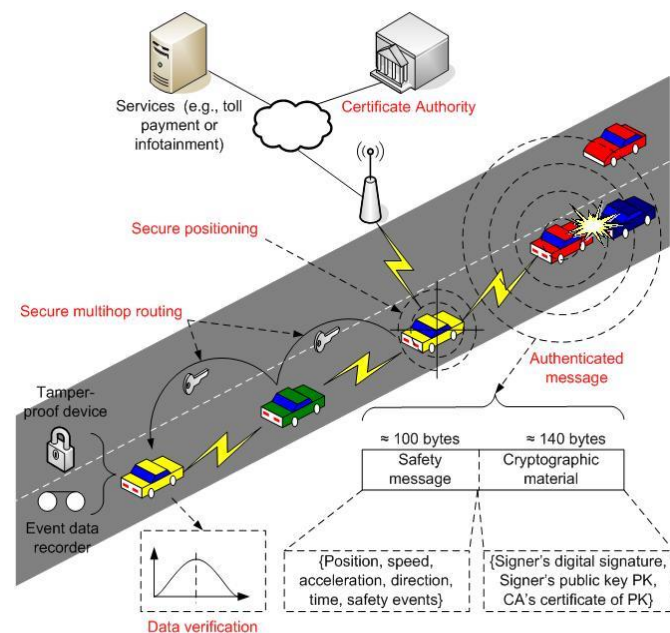 Services (e.g., toll
payment or
infotainment)
Certificate Authority
Secure positioning
Secure multihop routing
Authenticated
message
Tamper-
proof device
Event data
recorder
≈ 100 bytes
≈ 140 bytes
Safety
message
Cryptographic
material
{Position, speed,
acceleration, direction,
time, safety events}
{Signer's digital signature,
Signer's public key PK,
CA's certificate of PK}
Data verification